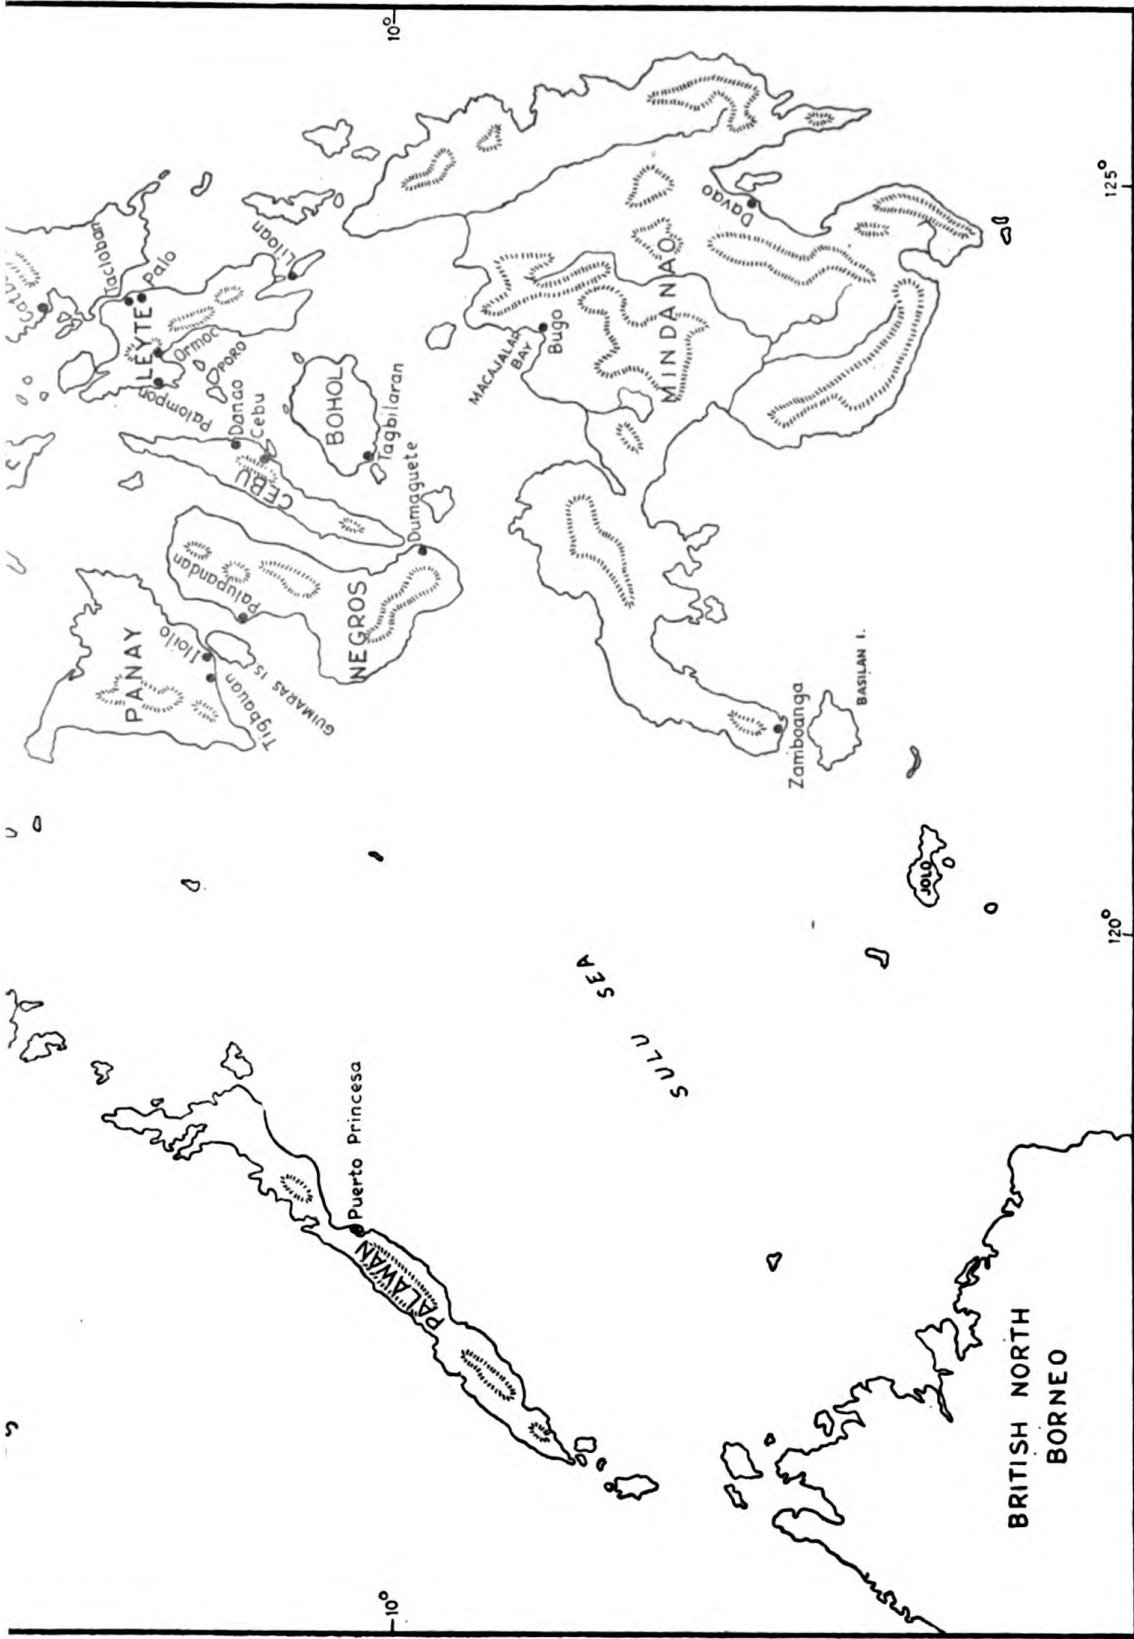 10°
125°
120°
10°
Tacloban
Palo
LEYTE
Ormoc
PORO
Palompon
Liloan
Danao
Cebu
CEBU
BOHOL
Tagbilaran
Dumaguete
PANAY
Iloilo
Tigbauan
GUIMARAS IS
Palupandan
NEGROS
MACAJALAR
BAY
Bugo
MINDANAO
Davao
Zamboanga
BASILAN I.
JOLO
SULU SEA
Puerto Princesa
PALAWAN
BRITISH NORTH
BORNEO